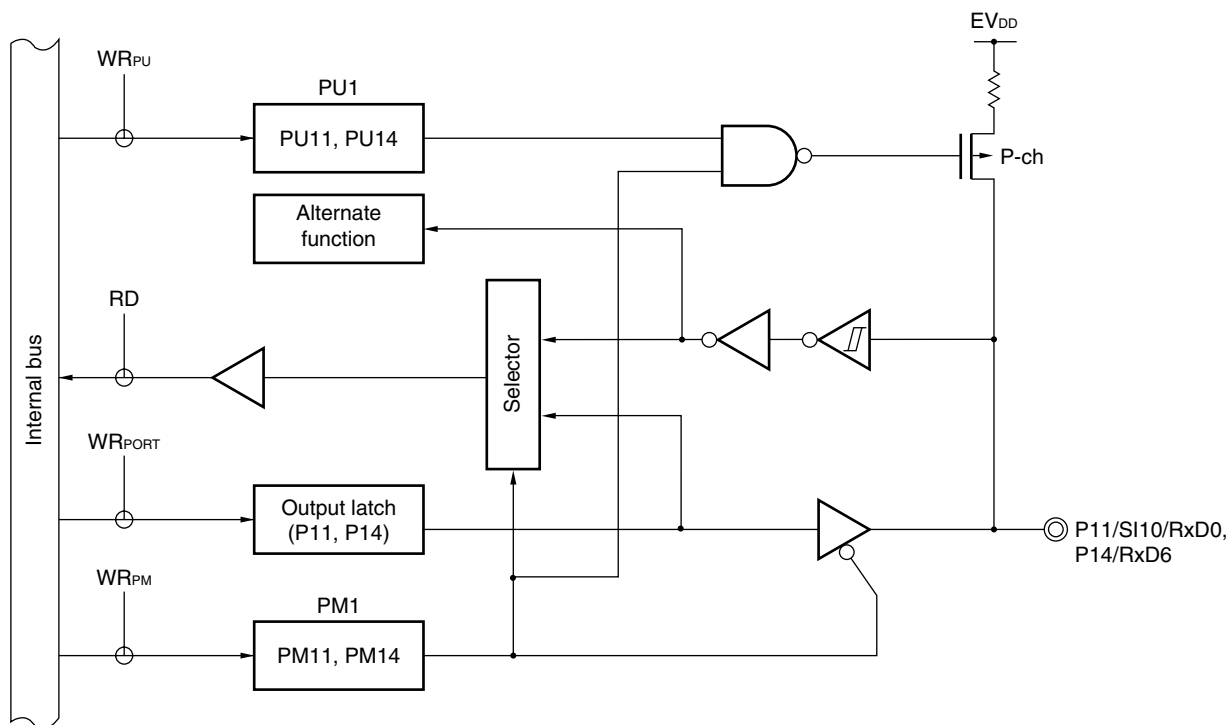 EVDD
WRPU
PU1
PU11, PU14
P-ch
Alternate
function
RD
Selector
Internal bus
WRPORT
Output latch
(P11, P14)
P11/SI10/RxD0,
P14/RxD6
WRPM
PM1
PM11, PM14